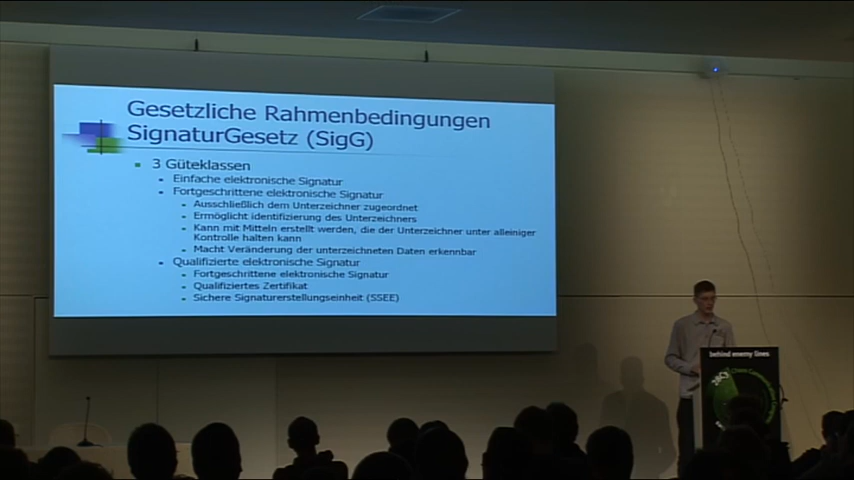 Gesetzliche Rahmenbedingungen
SignaturGesetz (SigG)
3 Güteklassen
Einfache elektronische Signatur
Fortgeschrittene elektronische Signatur
Ausschließlich dem Unterzeichner zugeordnet
Ermöglicht identifizierung des Unterzeichners
Kann mit Mitteln erstellt werden, die der Unterzeichner unter alleiniger
Kontrolle halten kann
Macht Veränderung der unterzeichneten Daten erkennbar
Qualifizierte elektronische Signatur
Fortgeschrittene elektronische Signatur
Qualifiziertes Zertifikat
Sichere Signaturerstellungseinheit (SSEE)
behind enemy lines